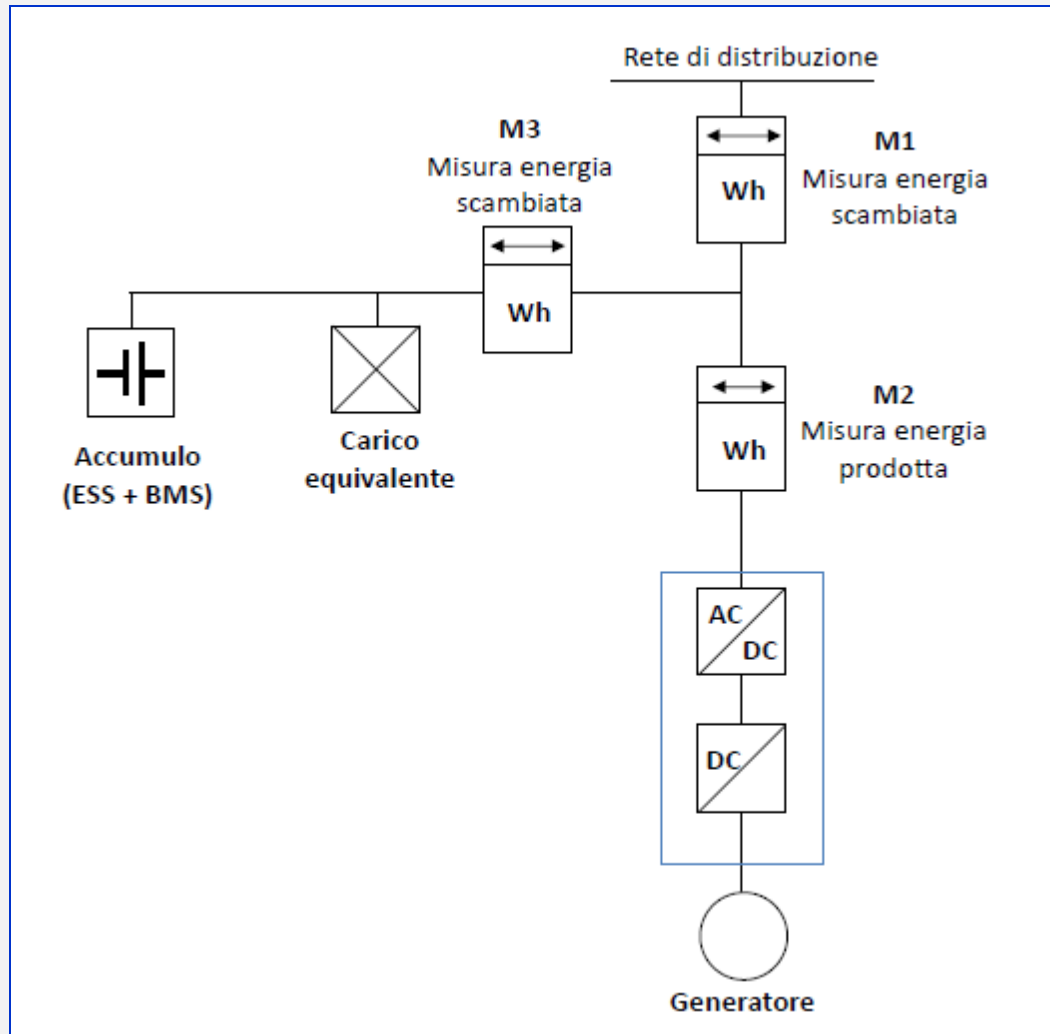 Rete di distribuzione
M3
Misura energia
scambiata
Wh
M1
Misura energia
scambiata
Wh
Accumulo
(ESS + BMS)
Carico
equivalente
Wh
M2
Misura energia
prodotta
AC
DC
DC
Generatore